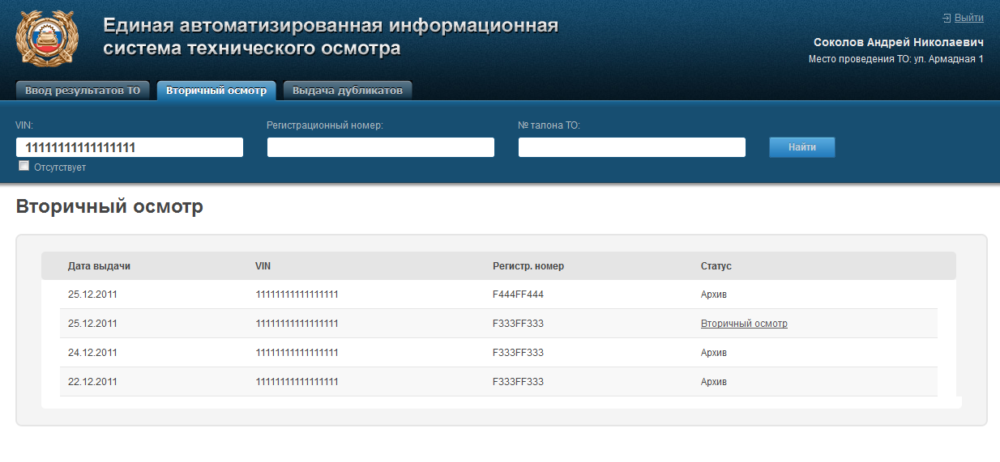 Единая автоматизированная информационная
система технического осмотра
Выйти
Соколов Андрей Николаевич
Место проведения ТО: ул. Армадная 1
Ввод результатов ТО Вторичный осмотр Выдача дубликатов
VIN: Регистрационный номер: № талона ТО:
11111111111111111 Найти
Отсутствует
Вторичный осмотр
Дата выдачи VIN Регистр. номер Статус
25.12.2011 11111111111111111 F444FF444 Архив
25.12.2011 11111111111111111 F333FF333 Вторичный осмотр
24.12.2011 11111111111111111 F333FF333 Архив
22.12.2011 11111111111111111 F333FF333 Архив